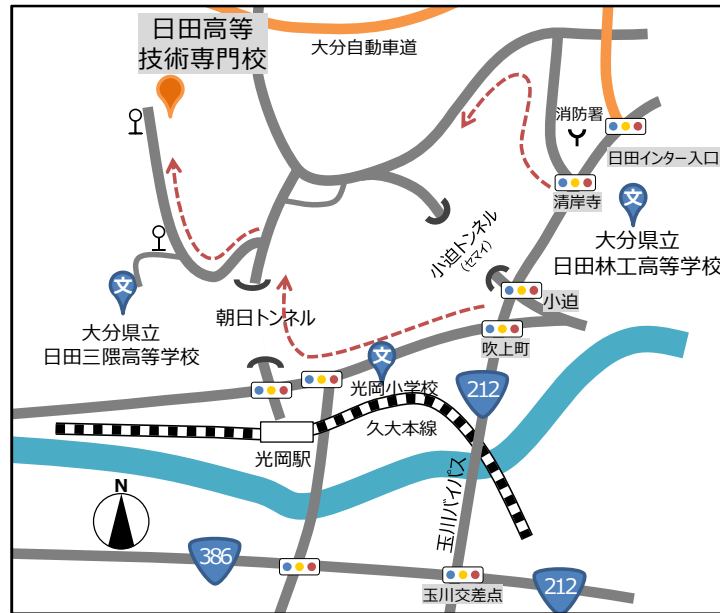 日田高等
技術専門校
大分自動車道
消防署
日田インター入口
清岸寺
文
大分県立
日田林工高等学校
小迫トンネル
(セマイ)
小迫
朝日トンネル
文
大分県立
日田三隈高等学校
吹上町
文
光岡小学校
212
久大本線
光岡駅
玉川バイパス
N
386
212
玉川交差点